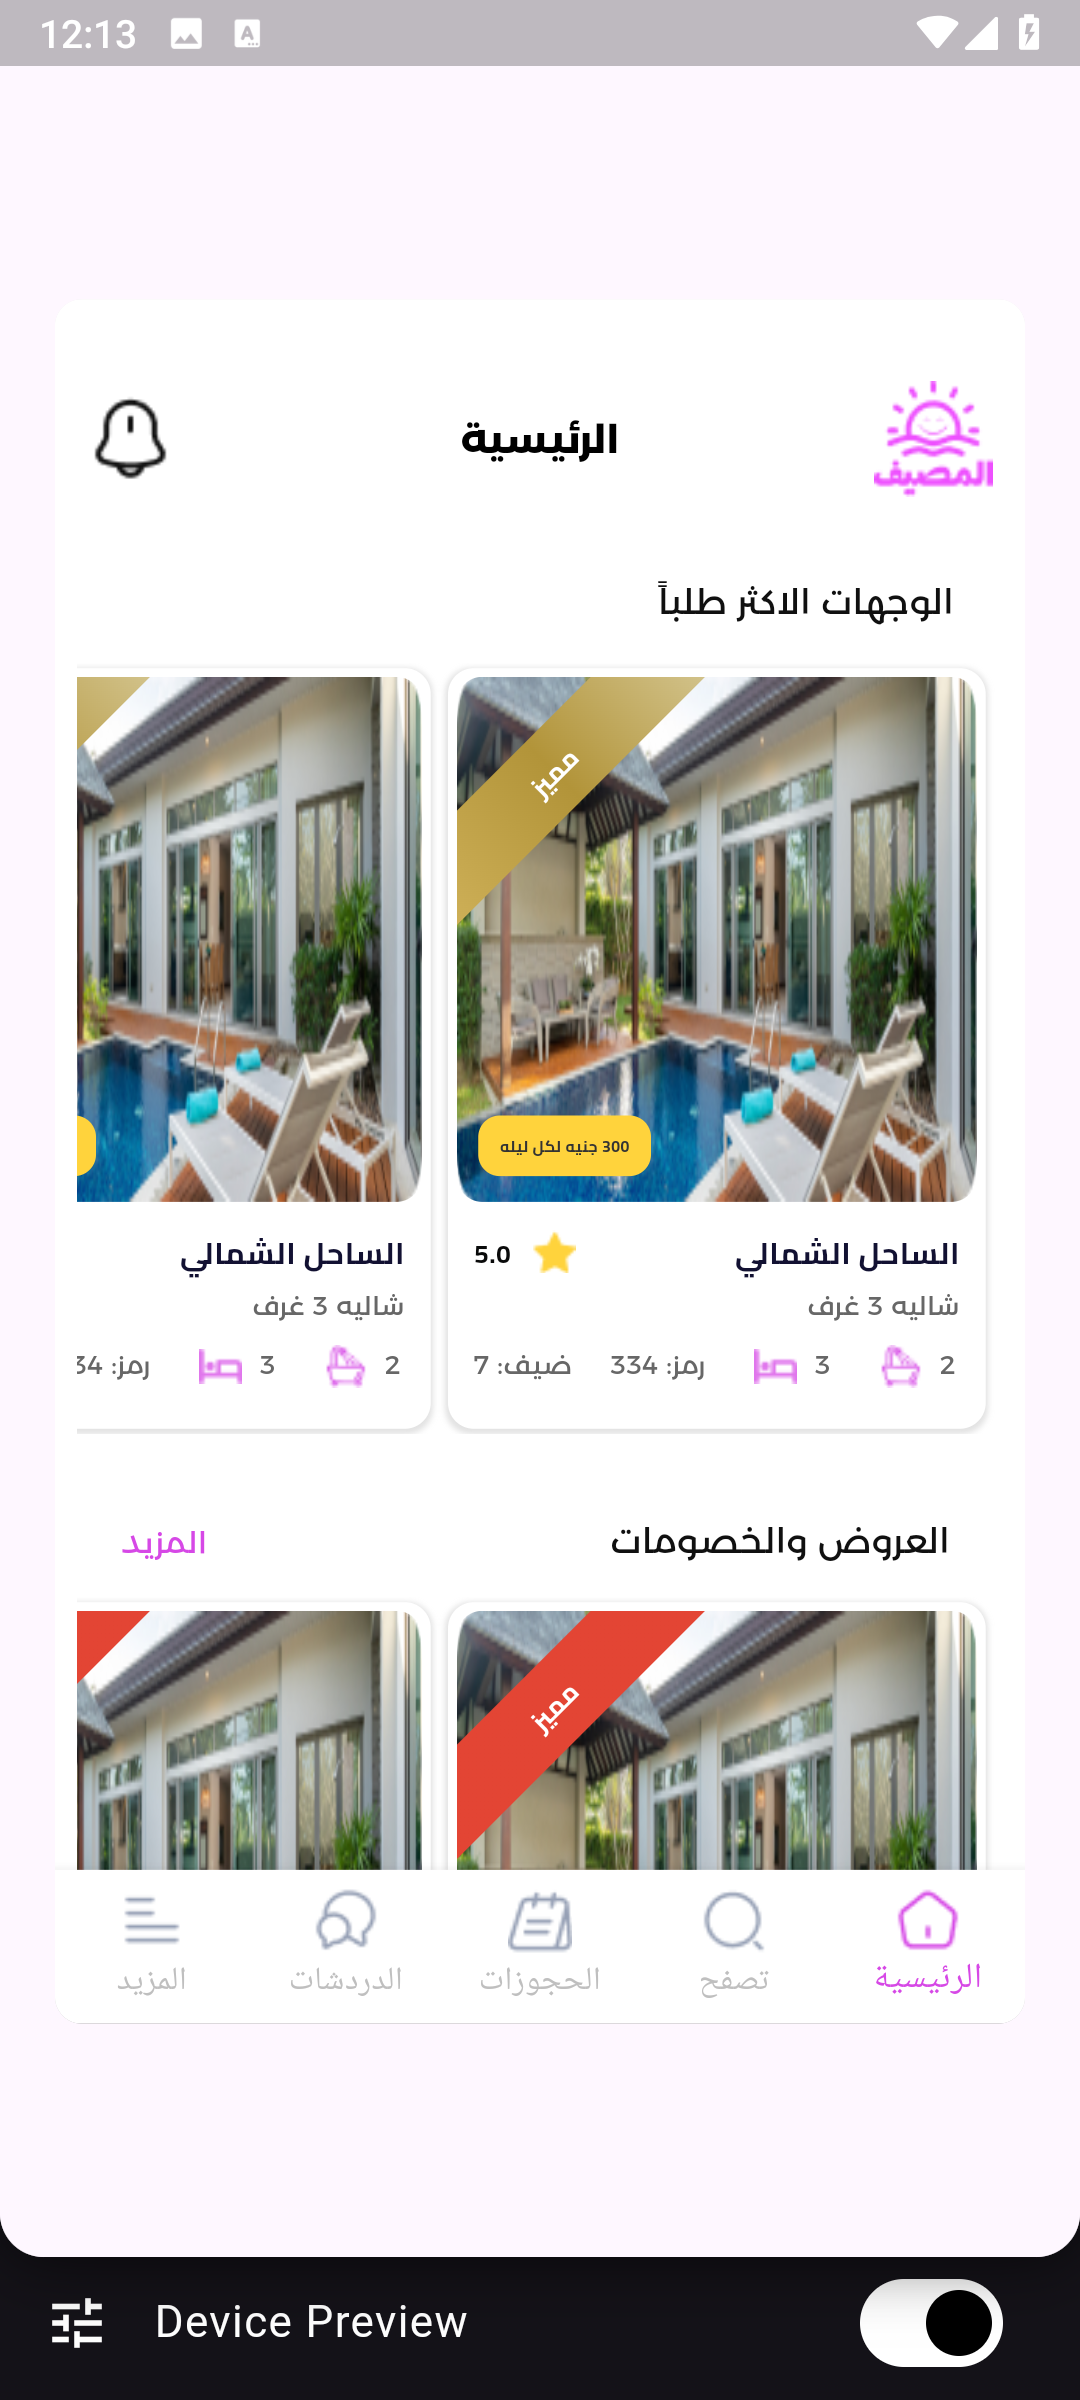 12:13
الرئيسية
المصيف
الوجهات الاكثر طلباً
مميز
300 جنيه لكل ليله
الساحل الشمالي
5.0
شاليه 3 غرف
2 3 رمز: 334 ضيف: 7
الساحل الشمالي
شاليه 3 غرف
2 3 رمز: 34
العروض والخصومات
المزيد
مميز
الرئيسية
تصفح
الحجوزات
الدردشات
المزيد
Device Preview